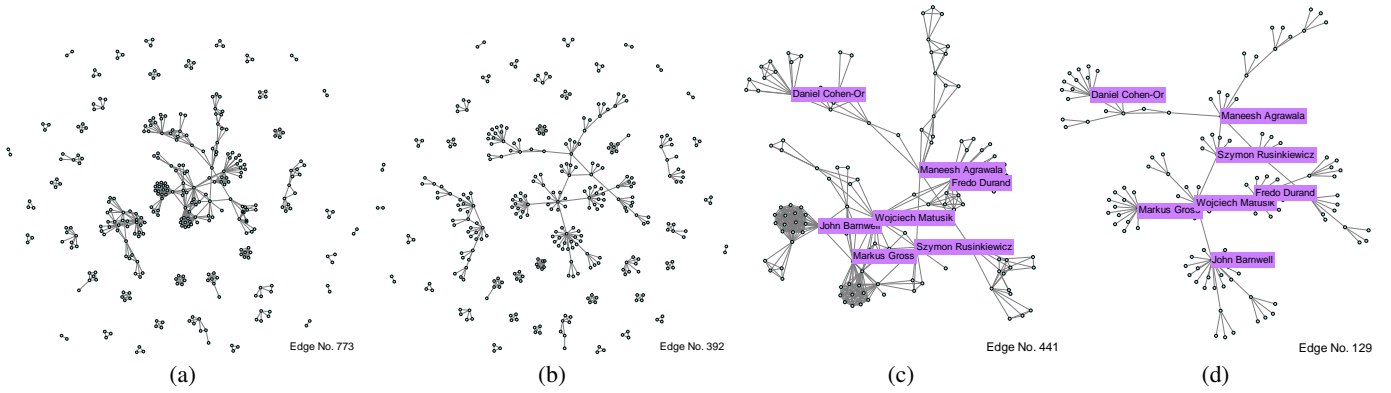 Daniel Cohen-Or
Maneesh Agrawala
Fredo Durand
Wojciech Matusik
John Barnwell
Markus Gross
Szymon Rusinkiewicz
Daniel Cohen-Or
Maneesh Agrawala
Szymon Rusinkiewicz
Fredo Durand
Wojciech Matusik
Markus Gross
John Barnwell
Edge No. 773
Edge No. 392
Edge No. 441
Edge No. 129
(a)
(b)
(c)
(d)